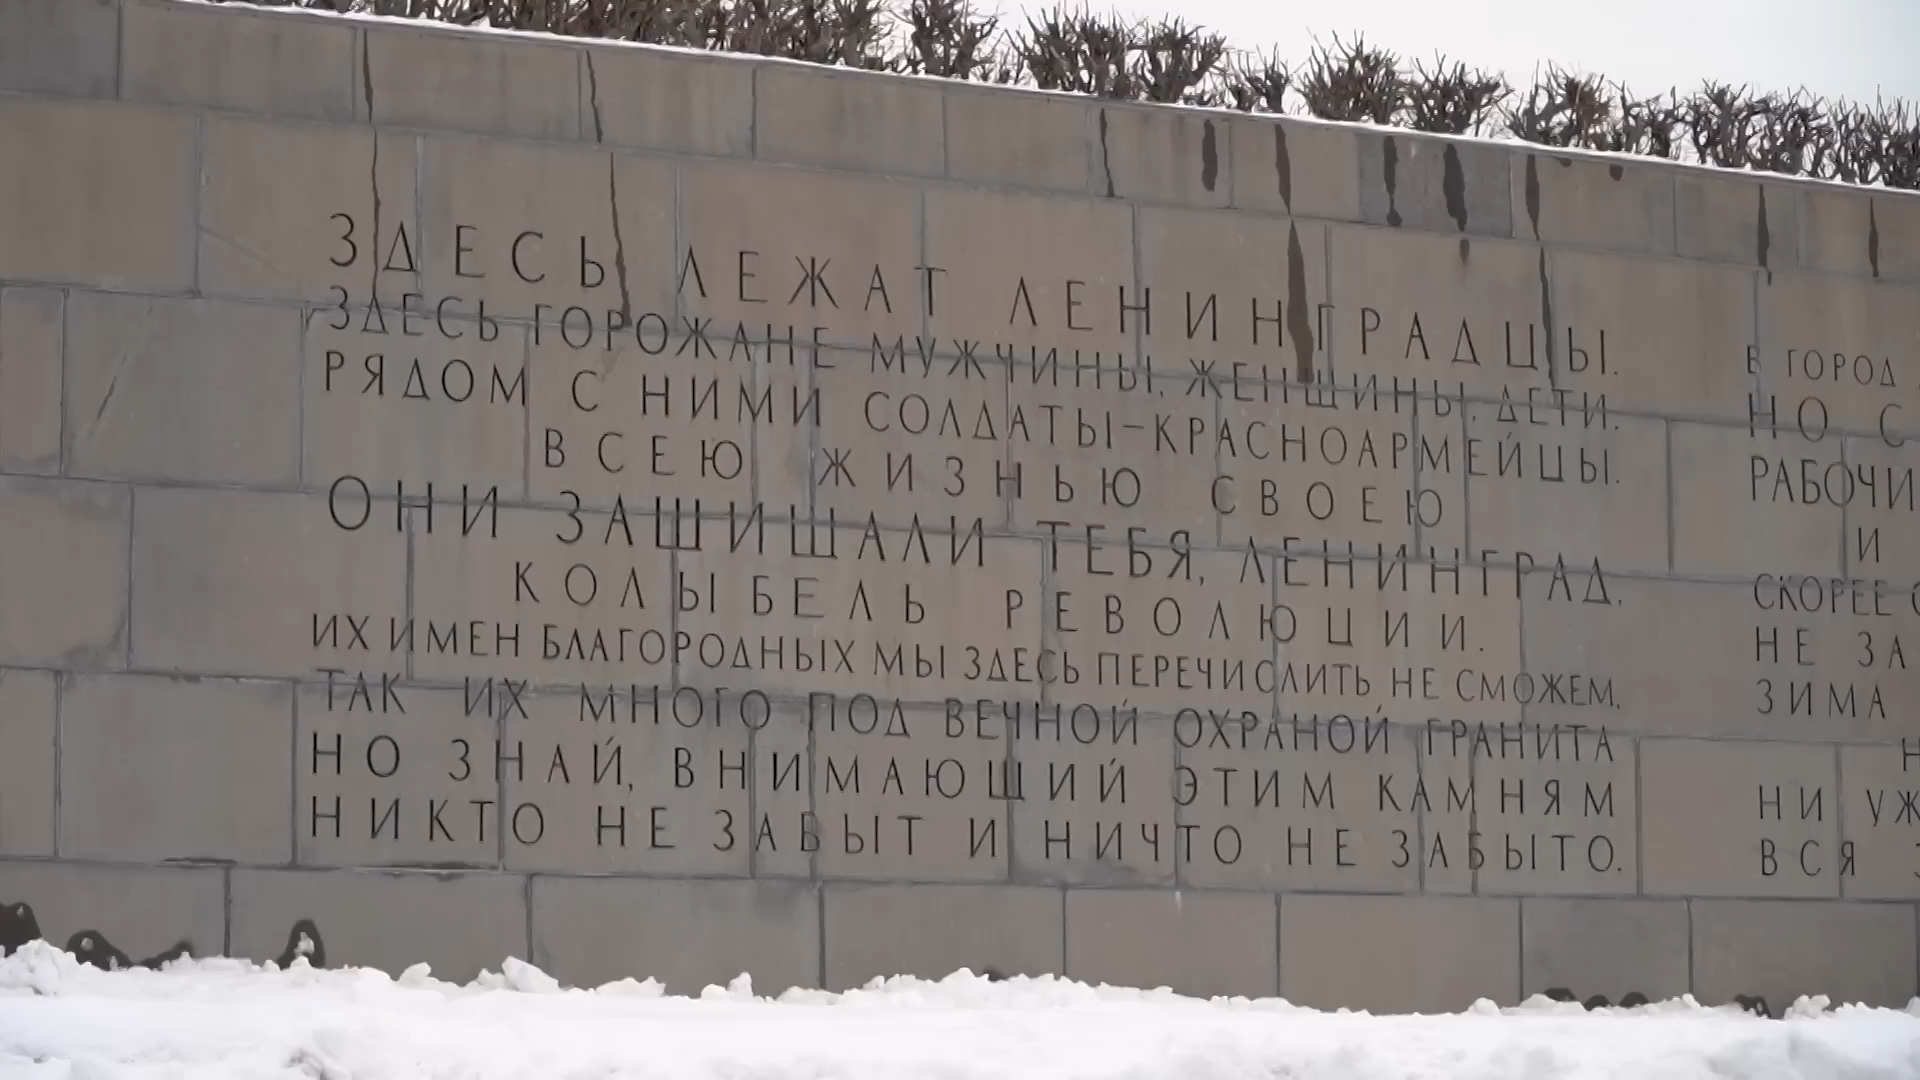 ЗДЕСЬ ЛЕЖАТ ЛЕНИНГРАДЦЫ.
ЗДЕСЬ ГОРОЖАНЕ МУЖЧИНЫ, ЖЕНЩИНЫ, ДЕТИ.
РЯДОМ С НИМИ СОЛДАТЫ-КРАСНОАРМЕЙЦЫ.
ВСЕЮ ЖИЗНЬЮ СВОЕЮ
ОНИ ЗАЩИЩАЛИ ТЕБЯ, ЛЕНИНГРАД,
КОЛЫБЕЛЬ РЕВОЛЮЦИИ.
ИХ ИМЕН БЛАГОРОДНЫХ МЫ ЗДЕСЬ ПЕРЕЧИСЛИТЬ НЕ СМОЖЕМ,
ТАК ИХ МНОГО ПОД ВЕЧНОЙ ОХРАНОЙ ГРАНИТА
НО ЗНАЙ, ВНИМАЮЩИЙ ЭТИМ КАМНЯМ
НИКТО НЕ ЗАБЫТ И НИЧТО НЕ ЗАБЫТО.
В ГОРОД
НО С
РАБОЧИ
И
СКОРЕЕ
НЕ ЗА
ЗИМА
Н
НИ УЖ
ВСЯ